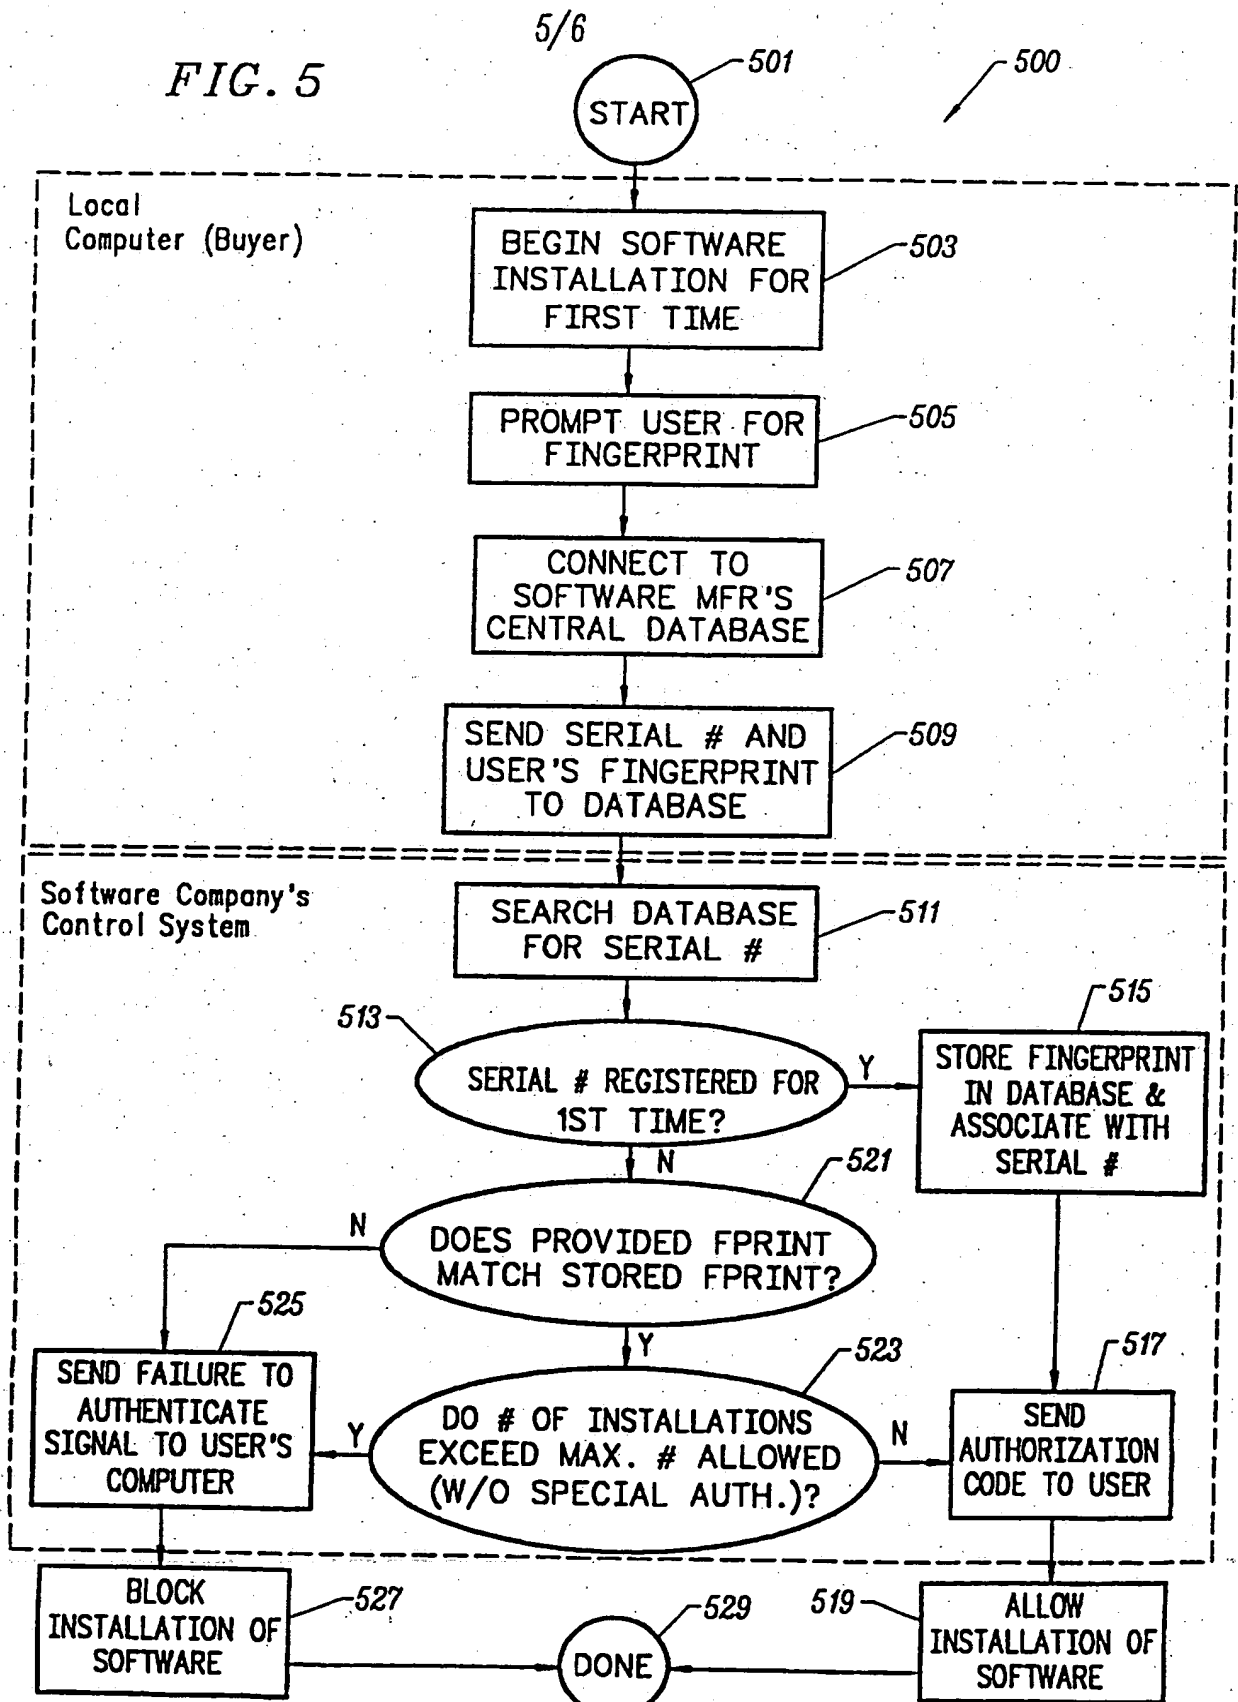 5/6
FIG. 5
501
500
START
Local
Computer (Buyer)
BEGIN SOFTWARE
INSTALLATION FOR
FIRST TIME
503
PROMPT USER FOR
FINGERPRINT
505
CONNECT TO
SOFTWARE MFR'S
CENTRAL DATABASE
507
SEND SERIAL # AND
USER'S FINGERPRINT
TO DATABASE
509
Software Company's
Control System
SEARCH DATABASE
FOR SERIAL #
511
513
SERIAL # REGISTERED FOR
1ST TIME?
Y
N
515
STORE FINGERPRINT
IN DATABASE &
ASSOCIATE WITH
SERIAL #
521
DOES PROVIDED FPRINT
MATCH STORED FPRINT?
N
Y
525
SEND FAILURE TO
AUTHENTICATE
SIGNAL TO USER'S
COMPUTER
523
DO # OF INSTALLATIONS
EXCEED MAX. # ALLOWED
(W/O SPECIAL AUTH.)?
Y
N
517
SEND
AUTHORIZATION
CODE TO USER
BLOCK
INSTALLATION OF
SOFTWARE
527
529
DONE
519
ALLOW
INSTALLATION OF
SOFTWARE